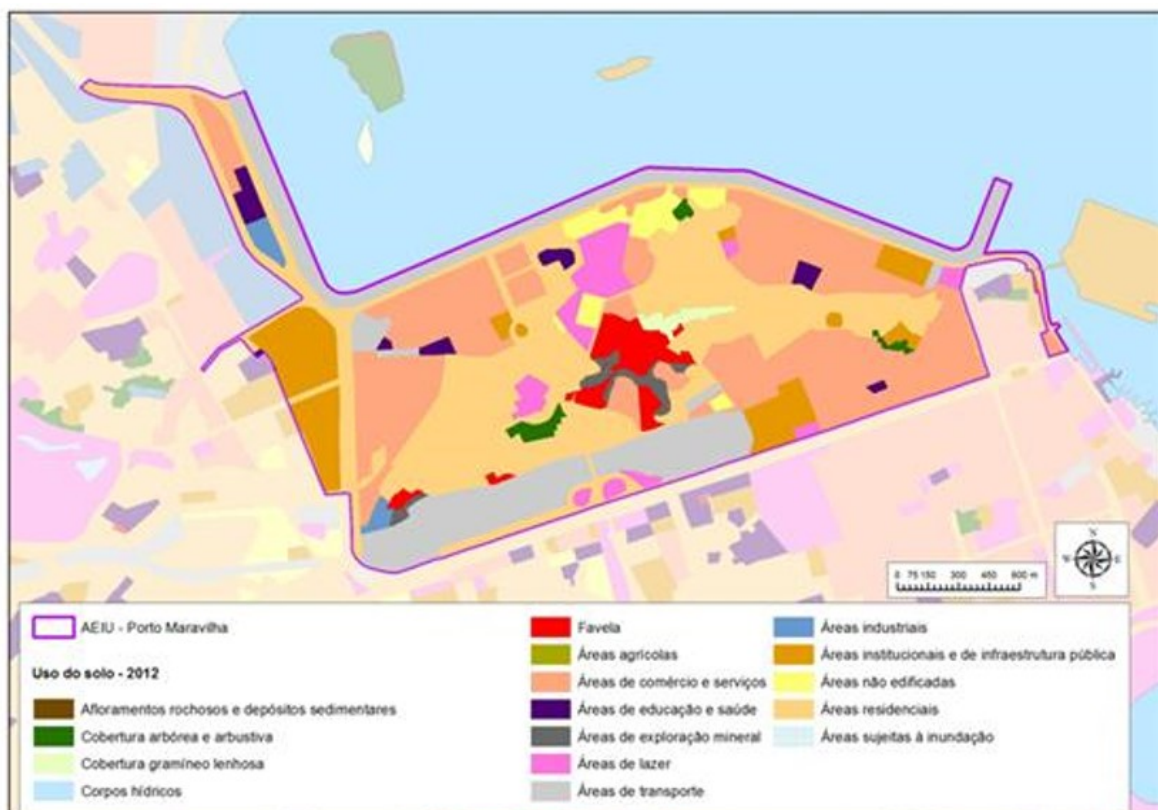 N
0 75 150 300 450 600 m
AEIU - Porto Maravilha
Uso do solo - 2012
Afloramentos rochosos e depósitos sedimentares
Cobertura arbórea e arbustiva
Cobertura gramíneo lenhosa
Corpos hídricos
Favela
Áreas agrícolas
Áreas de comércio e serviços
Áreas de educação e saúde
Áreas de exploração mineral
Áreas de lazer
Áreas de transporte
Áreas industriais
Áreas institucionais e de infraestrutura pública
Áreas não edificadas
Áreas residenciais
Áreas sujeitas à inundação